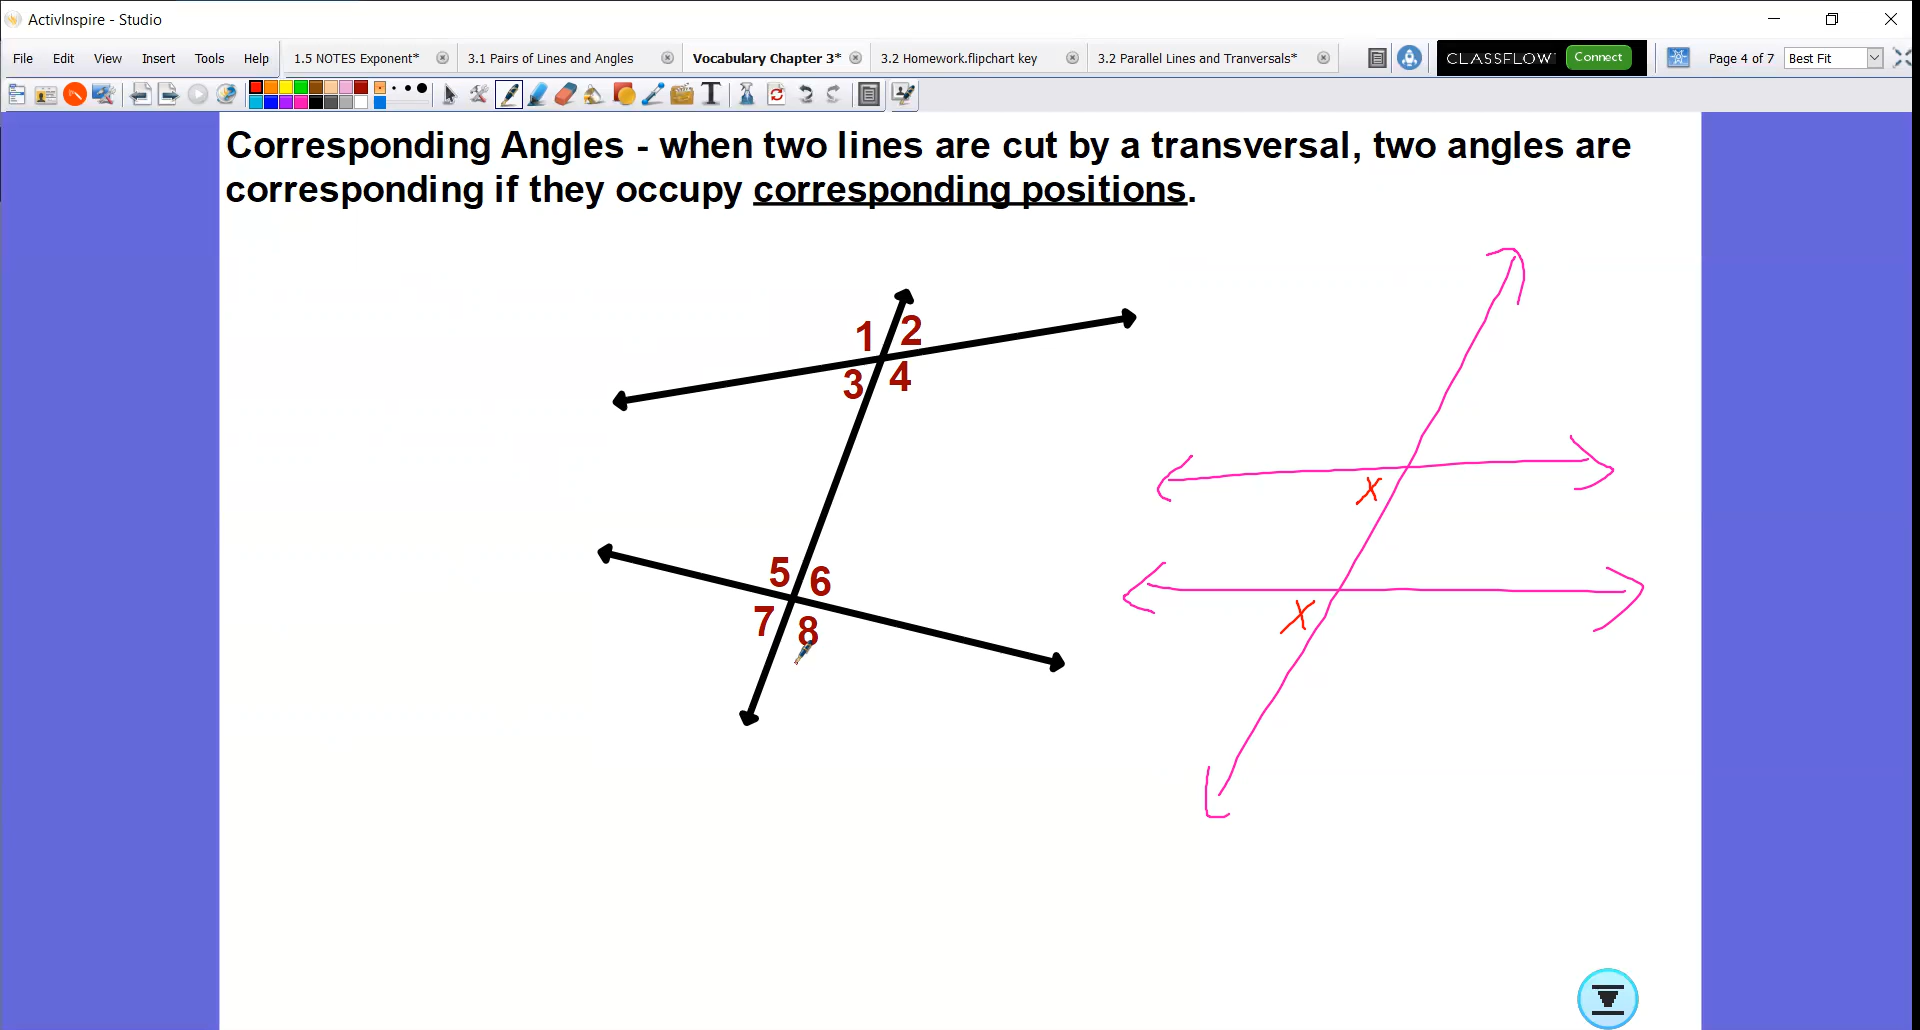 ActivInspire - Studio
File Edit View Insert Tools Help 1.5 NOTES Exponent* 3.1 Pairs of Lines and Angles Vocabulary Chapter 3* 3.2 Homework.flipchart key 3.2 Parallel Lines and Tranversals* CLASSFLOW Connect Page 4 of 7 Best Fit
Corresponding Angles - when two lines are cut by a transversal, two angles are
corresponding if they occupy corresponding positions.
1 2
3 4
x
5 6
7 8
x